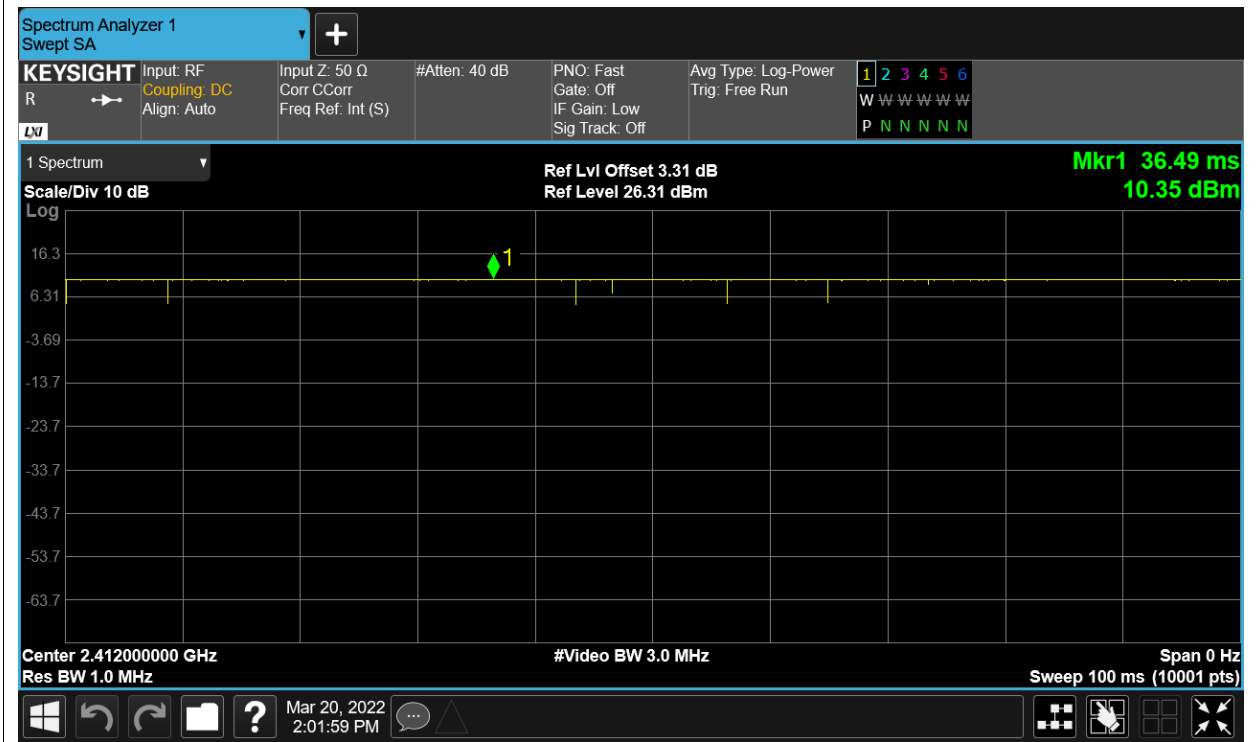 Spectrum Analyzer 1
Swept SA
+
KEYSIGHT
R
LXI
Input: RF
Coupling: DC
Align: Auto
Input Z: 50 Ω
Corr CCorr
Freq Ref: Int (S)
#Atten: 40 dB
PNO: Fast
Gate: Off
IF Gain: Low
Sig Track: Off
Avg Type: Log-Power
Trig: Free Run
1 2 3 4 5 6
W W W W W W
P N N N N N
1 Spectrum
Scale/Div 10 dB
Ref Lvl Offset 3.31 dB
Ref Level 26.31 dBm
Mkr1 36.49 ms
10.35 dBm
Log
16.3
6.31
-3.69
-13.7
-23.7
-33.7
-43.7
-53.7
-63.7
1
Center 2.412000000 GHz
Res BW 1.0 MHz
#Video BW 3.0 MHz
Span 0 Hz
Sweep 100 ms (10001 pts)
?
Mar 20, 2022
2:01:59 PM